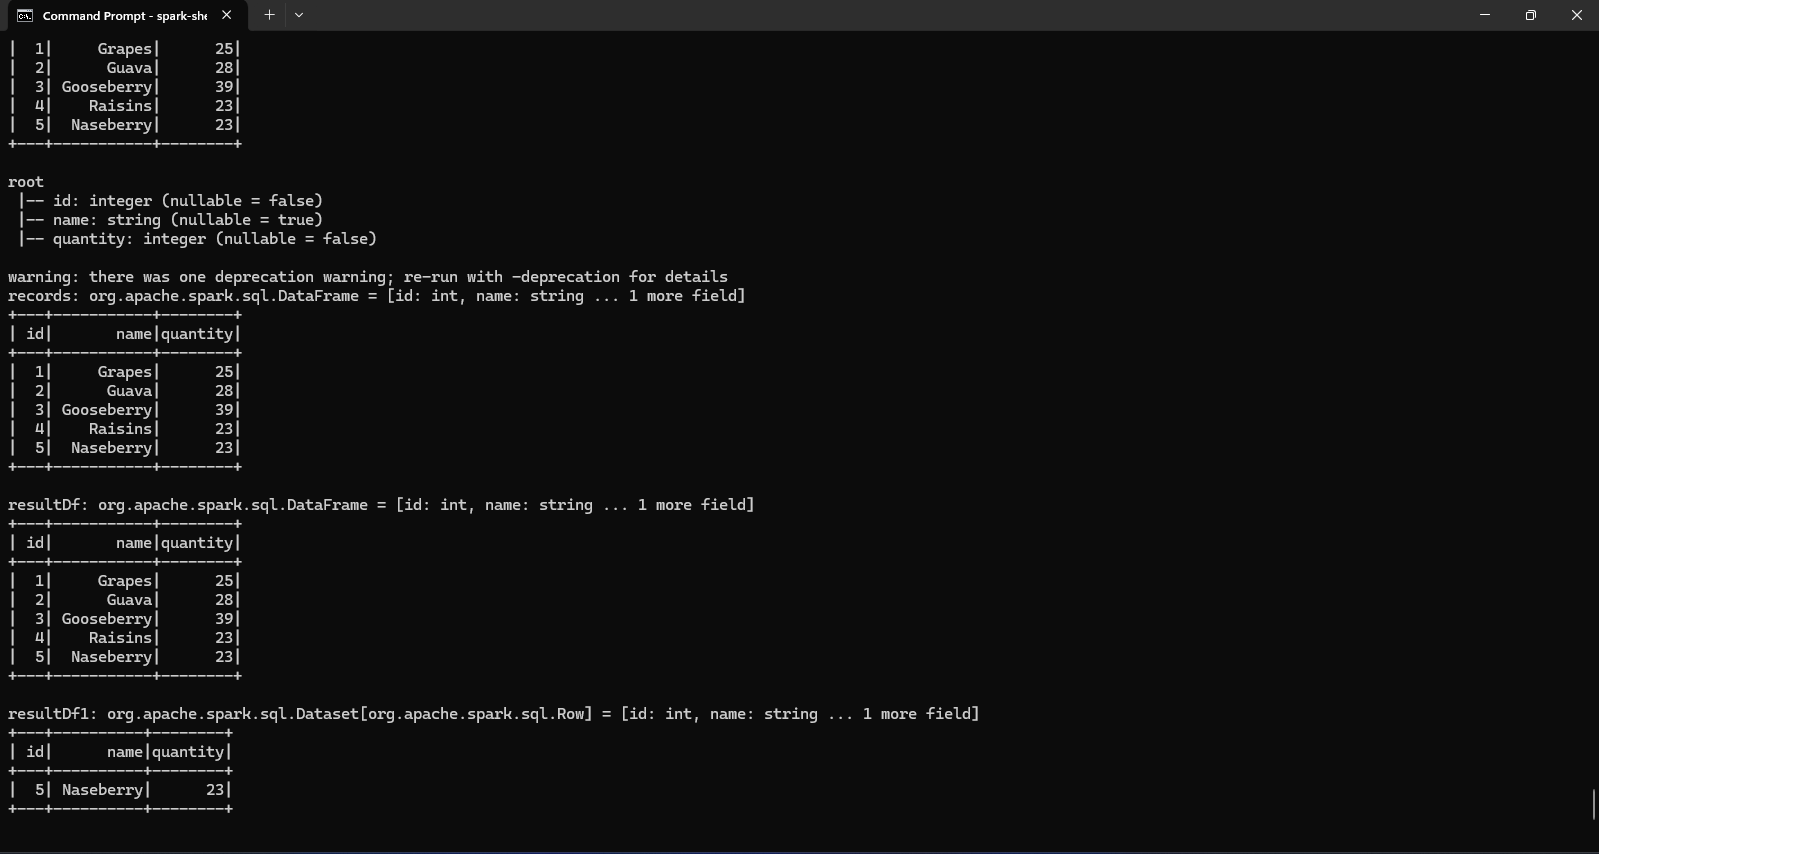 Command Prompt - spark-she
|  1|     Grapes|      25|
|  2|      Guava|      28|
|  3| Gooseberry|      39|
|  4|    Raisins|      23|
|  5|  Naseberry|      23|
+---+-----------+--------+
root
 |-- id: integer (nullable = false)
 |-- name: string (nullable = true)
 |-- quantity: integer (nullable = false)
warning: there was one deprecation warning; re-run with -deprecation for details
records: org.apache.spark.sql.DataFrame = [id: int, name: string ... 1 more field]
+---+-----------+--------+
| id|       name|quantity|
+---+-----------+--------+
|  1|     Grapes|      25|
|  2|      Guava|      28|
|  3| Gooseberry|      39|
|  4|    Raisins|      23|
|  5|  Naseberry|      23|
+---+-----------+--------+
resultDf: org.apache.spark.sql.DataFrame = [id: int, name: string ... 1 more field]
+---+-----------+--------+
| id|       name|quantity|
+---+-----------+--------+
|  1|     Grapes|      25|
|  2|      Guava|      28|
|  3| Gooseberry|      39|
|  4|    Raisins|      23|
|  5|  Naseberry|      23|
+---+-----------+--------+
resultDf1: org.apache.spark.sql.Dataset[org.apache.spark.sql.Row] = [id: int, name: string ... 1 more field]
+---+----------+--------+
| id|      name|quantity|
+---+----------+--------+
|  5| Naseberry|      23|
+---+----------+--------+